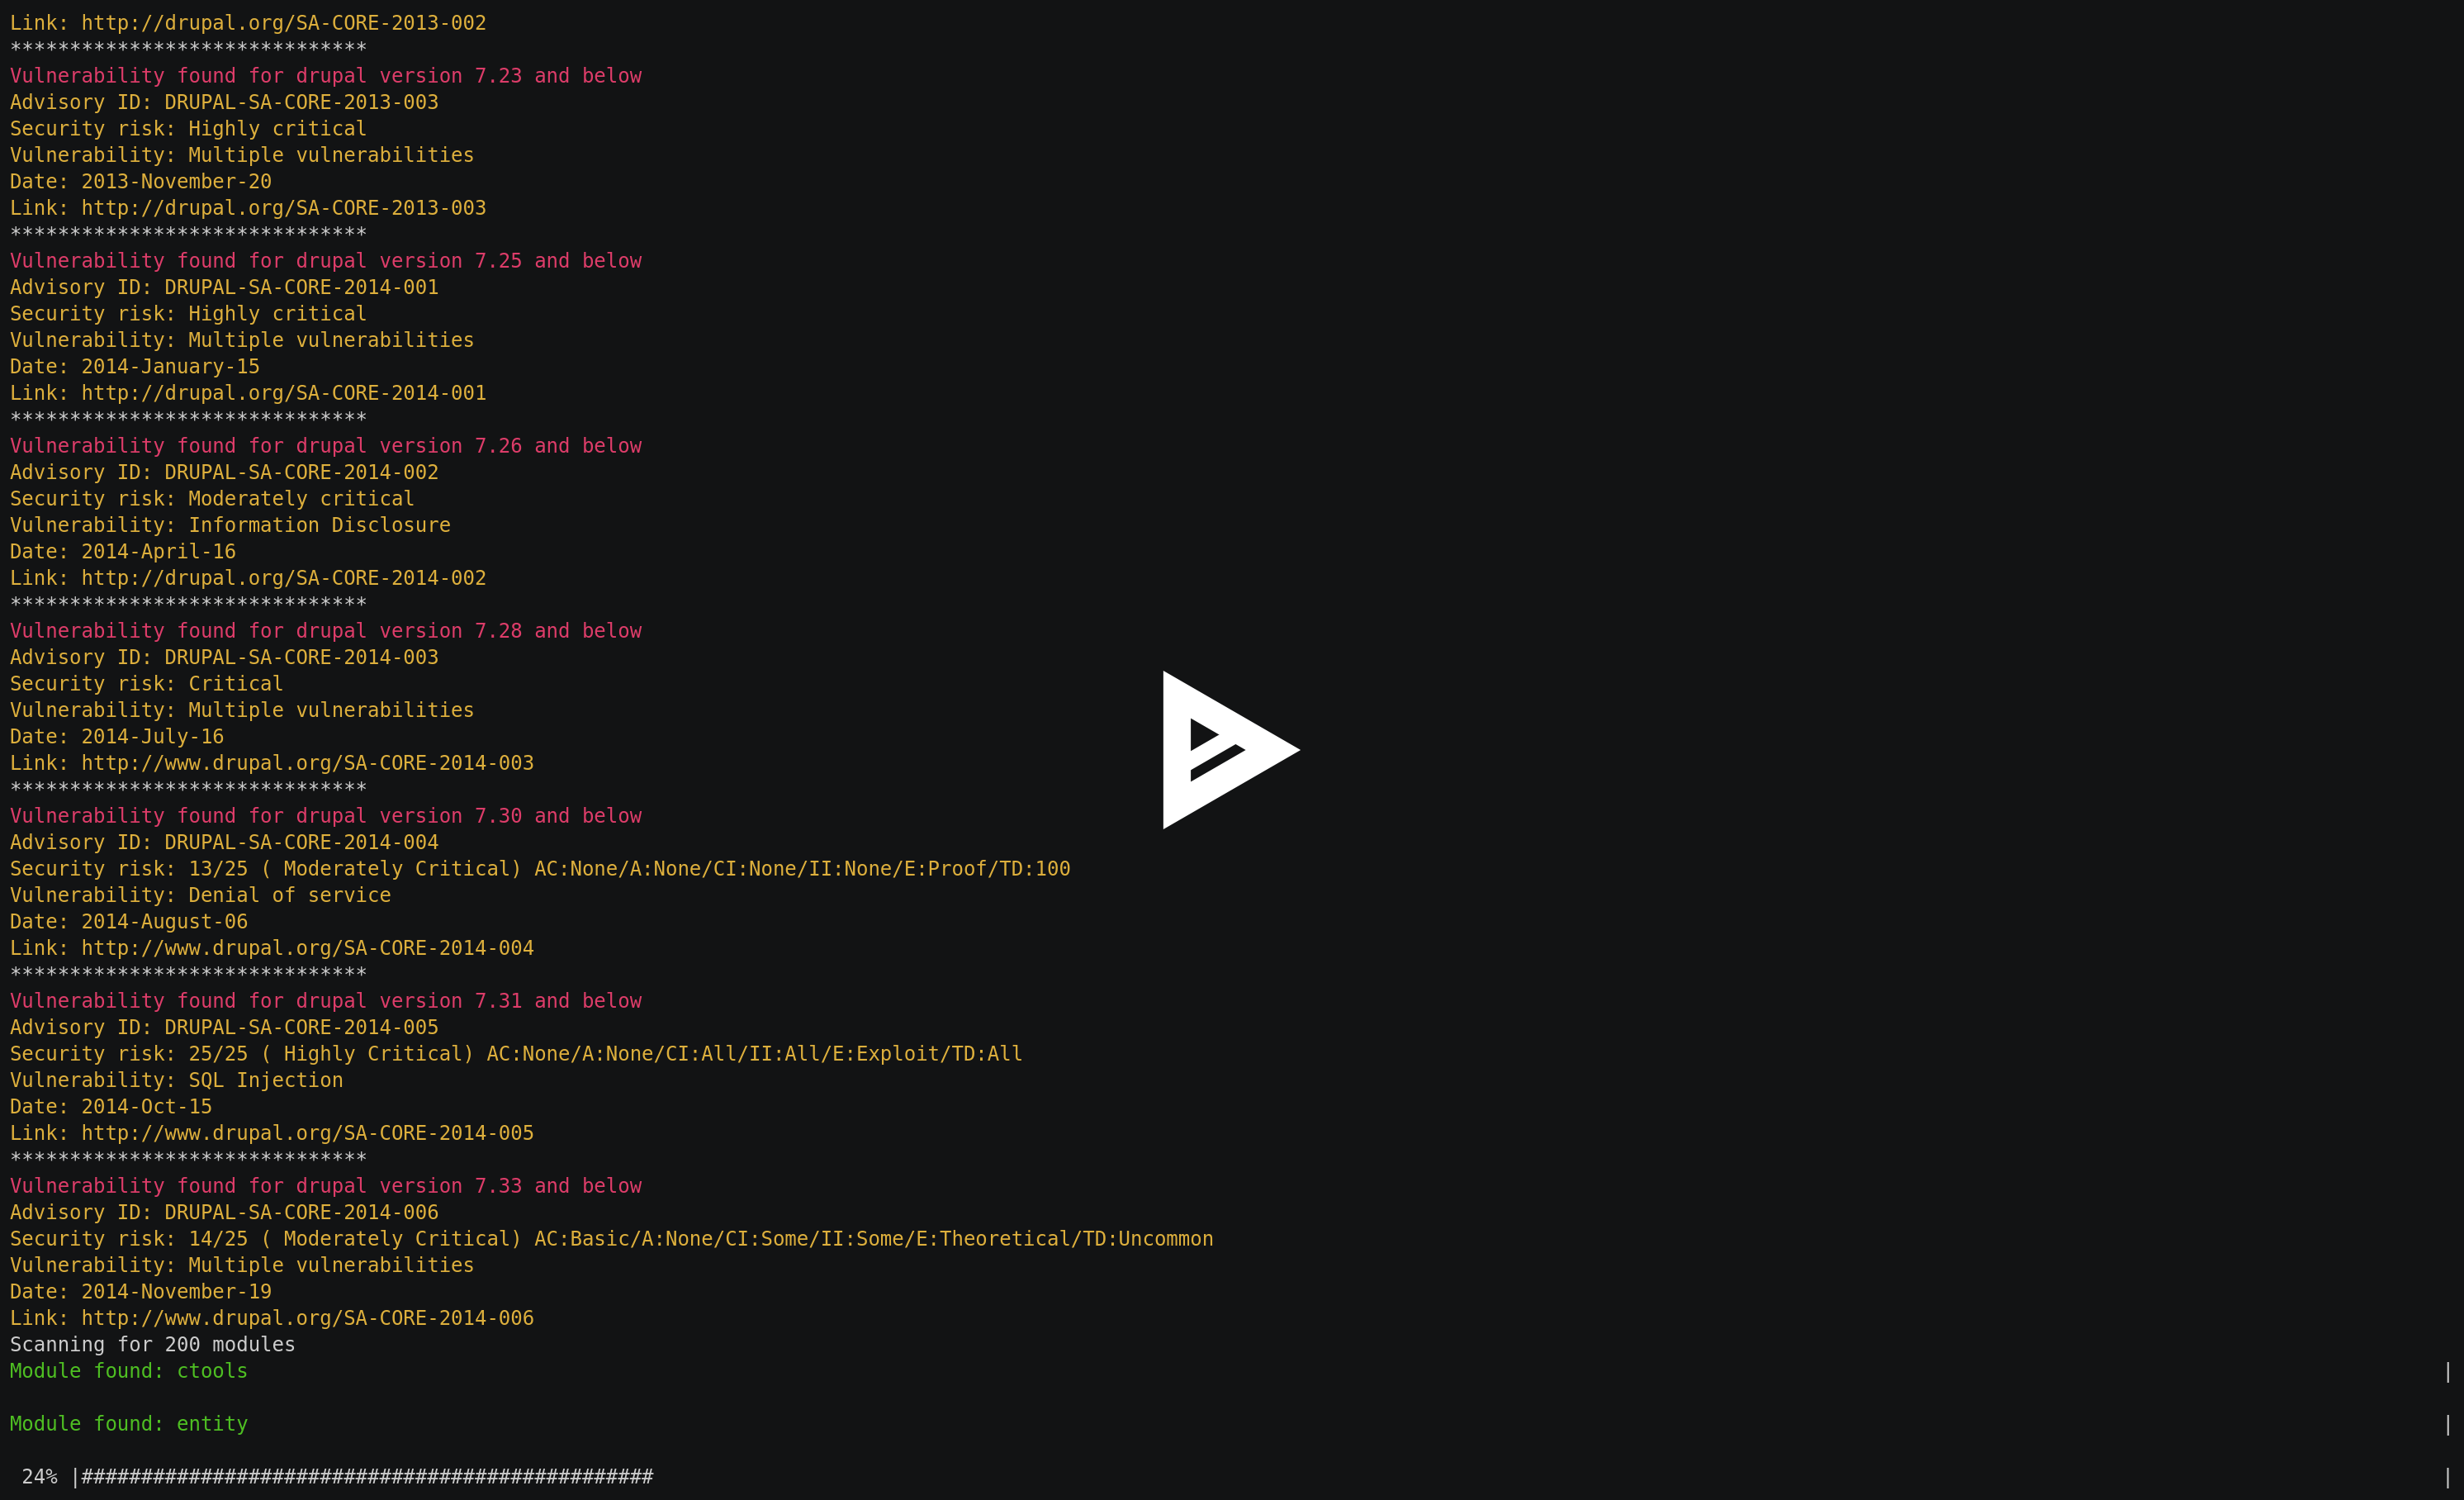 Link: http://drupal.org/SA-CORE-2013-002
******************************
Vulnerability found for drupal version 7.23 and below
Advisory ID: DRUPAL-SA-CORE-2013-003
Security risk: Highly critical
Vulnerability: Multiple vulnerabilities
Date: 2013-November-20
Link: http://drupal.org/SA-CORE-2013-003
******************************
Vulnerability found for drupal version 7.25 and below
Advisory ID: DRUPAL-SA-CORE-2014-001
Security risk: Highly critical
Vulnerability: Multiple vulnerabilities
Date: 2014-January-15
Link: http://drupal.org/SA-CORE-2014-001
******************************
Vulnerability found for drupal version 7.26 and below
Advisory ID: DRUPAL-SA-CORE-2014-002
Security risk: Moderately critical
Vulnerability: Information Disclosure
Date: 2014-April-16
Link: http://drupal.org/SA-CORE-2014-002
******************************
Vulnerability found for drupal version 7.28 and below
Advisory ID: DRUPAL-SA-CORE-2014-003
Security risk: Critical
Vulnerability: Multiple vulnerabilities
Date: 2014-July-16
Link: http://www.drupal.org/SA-CORE-2014-003
******************************
Vulnerability found for drupal version 7.30 and below
Advisory ID: DRUPAL-SA-CORE-2014-004
Security risk: 13/25 ( Moderately Critical) AC:None/A:None/CI:None/II:None/E:Proof/TD:100
Vulnerability: Denial of service
Date: 2014-August-06
Link: http://www.drupal.org/SA-CORE-2014-004
******************************
Vulnerability found for drupal version 7.31 and below
Advisory ID: DRUPAL-SA-CORE-2014-005
Security risk: 25/25 ( Highly Critical) AC:None/A:None/CI:All/II:All/E:Exploit/TD:All
Vulnerability: SQL Injection
Date: 2014-Oct-15
Link: http://www.drupal.org/SA-CORE-2014-005
******************************
Vulnerability found for drupal version 7.33 and below
Advisory ID: DRUPAL-SA-CORE-2014-006
Security risk: 14/25 ( Moderately Critical) AC:Basic/A:None/CI:Some/II:Some/E:Theoretical/TD:Uncommon
Vulnerability: Multiple vulnerabilities
Date: 2014-November-19
Link: http://www.drupal.org/SA-CORE-2014-006
Scanning for 200 modules
Module found: ctools |
Module found: entity |
24% |################################################ |